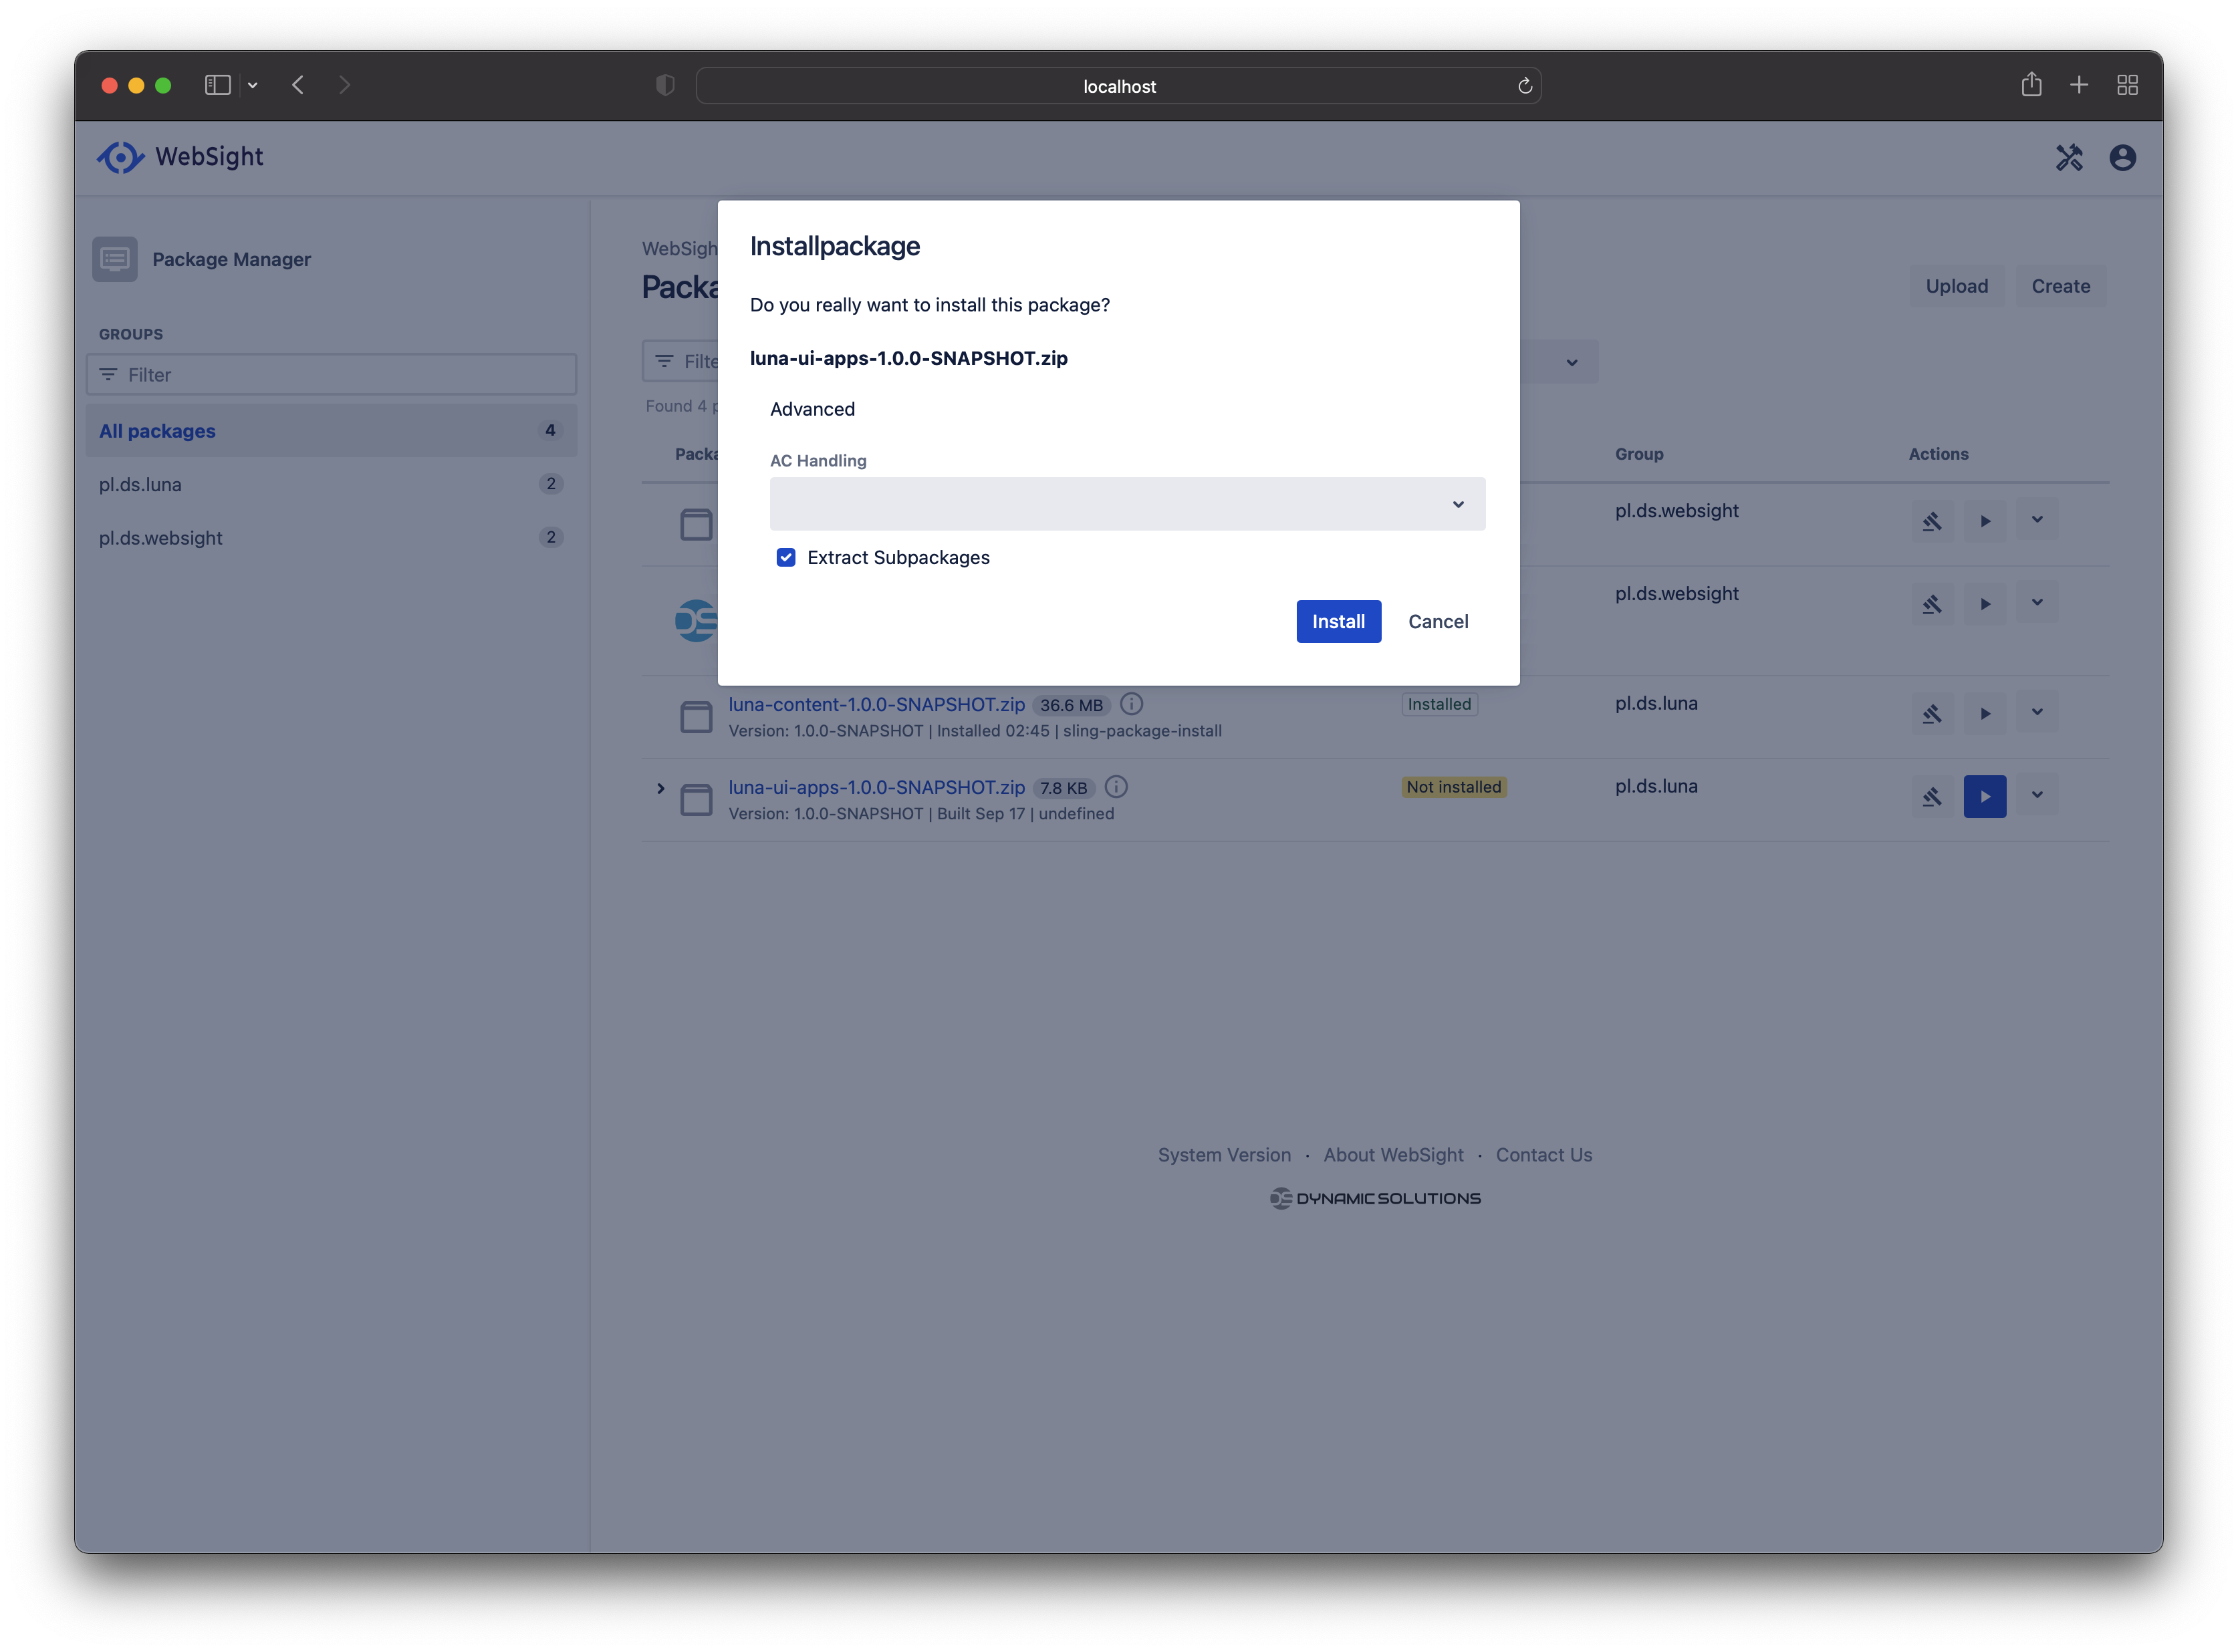 localhost
WebSight
Package Manager
GROUPS
Filter
All packages 4
pl.ds.luna 2
pl.ds.websight 2
Upload Create
Found 4
Installpackage
Do you really want to install this package?
luna-ui-apps-1.0.0-SNAPSHOT.zip
Advanced
AC Handling
Extract Subpackages
Install Cancel
Group Actions
pl.ds.websight
pl.ds.websight
luna-content-1.0.0-SNAPSHOT.zip 36.6 MB Installed pl.ds.luna
Version: 1.0.0-SNAPSHOT | Installed 02:45 | sling-package-install
luna-ui-apps-1.0.0-SNAPSHOT.zip 7.8 KB Not installed pl.ds.luna
Version: 1.0.0-SNAPSHOT | Built Sep 17 | undefined
System Version · About WebSight · Contact Us
DS DYNAMIC SOLUTIONS